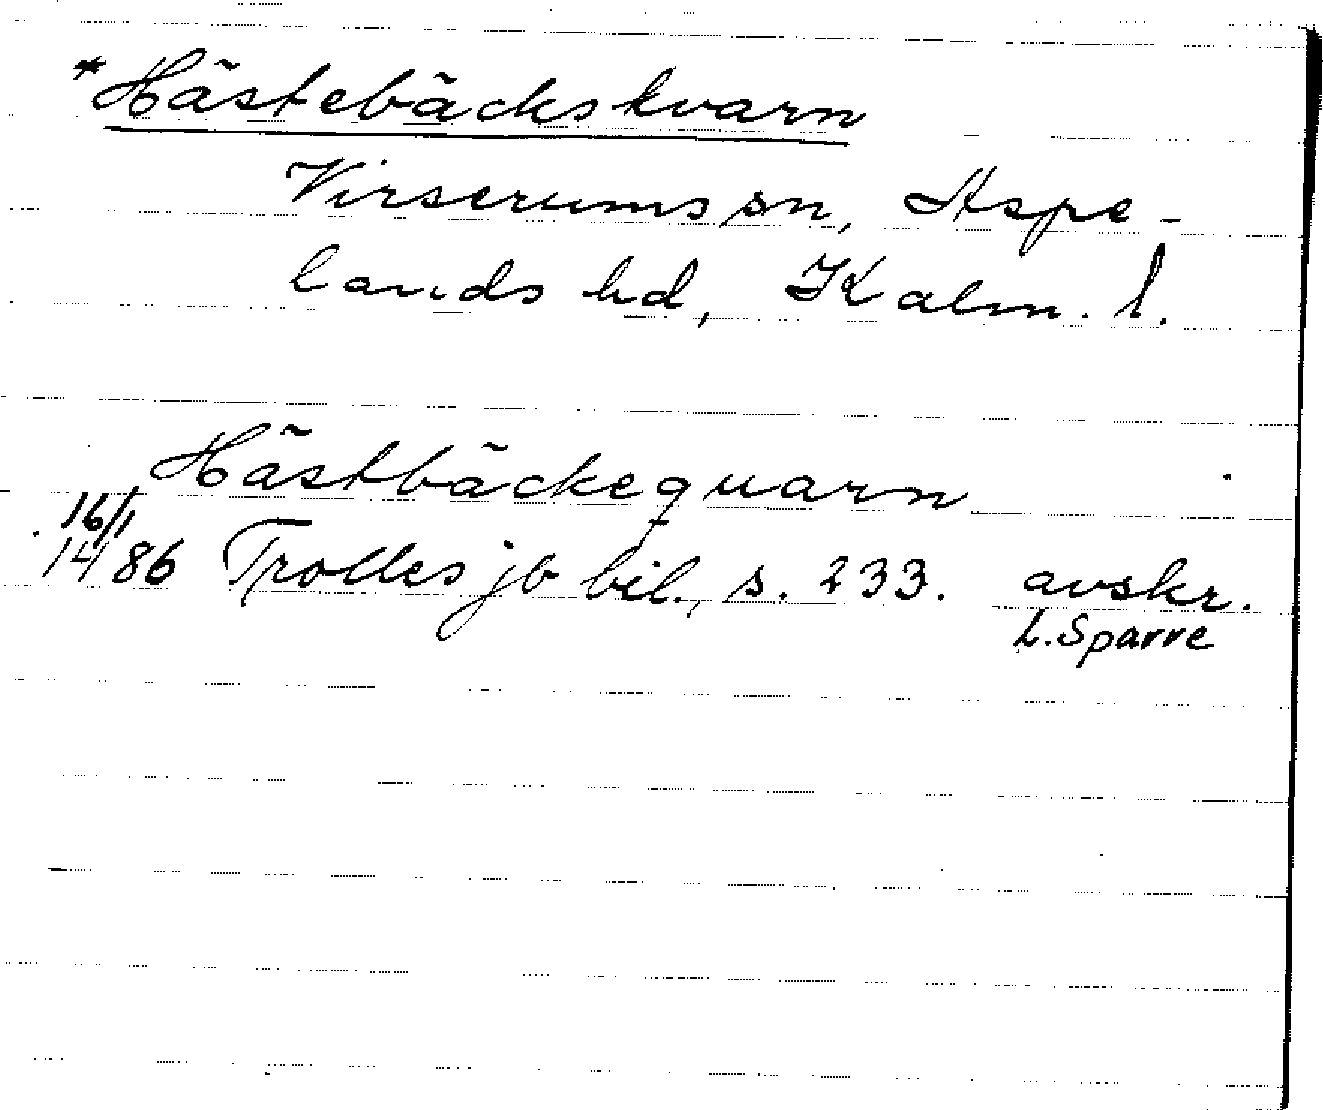 *Hästebäckskvarn
Virserums sn, Aspe-
lands hd, Kalm. l.
Hästbäckequarn
16/1
14/86 Trolles jb bil., s. 233. avskr.
L. Sparre